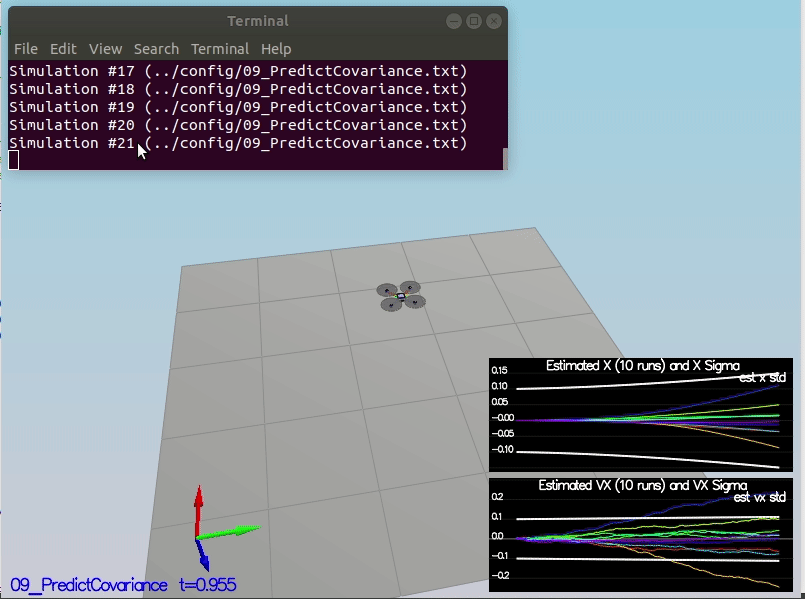 Terminal
File Edit View Search Terminal Help
Simulation #17 (../config/09_PredictCovariance.txt)
Simulation #18 (../config/09_PredictCovariance.txt)
Simulation #19 (../config/09_PredictCovariance.txt)
Simulation #20 (../config/09_PredictCovariance.txt)
Simulation #21 (../config/09_PredictCovariance.txt)
Estimated X (10 runs) and X Sigma
est x std
0.15
0.10
0.05
-0.00
-0.05
-0.10
Estimated VX (10 runs) and VX Sigma
est vx std
0.2
0.1
0.0
-0.1
-0.2
09_PredictCovariance t=0.955